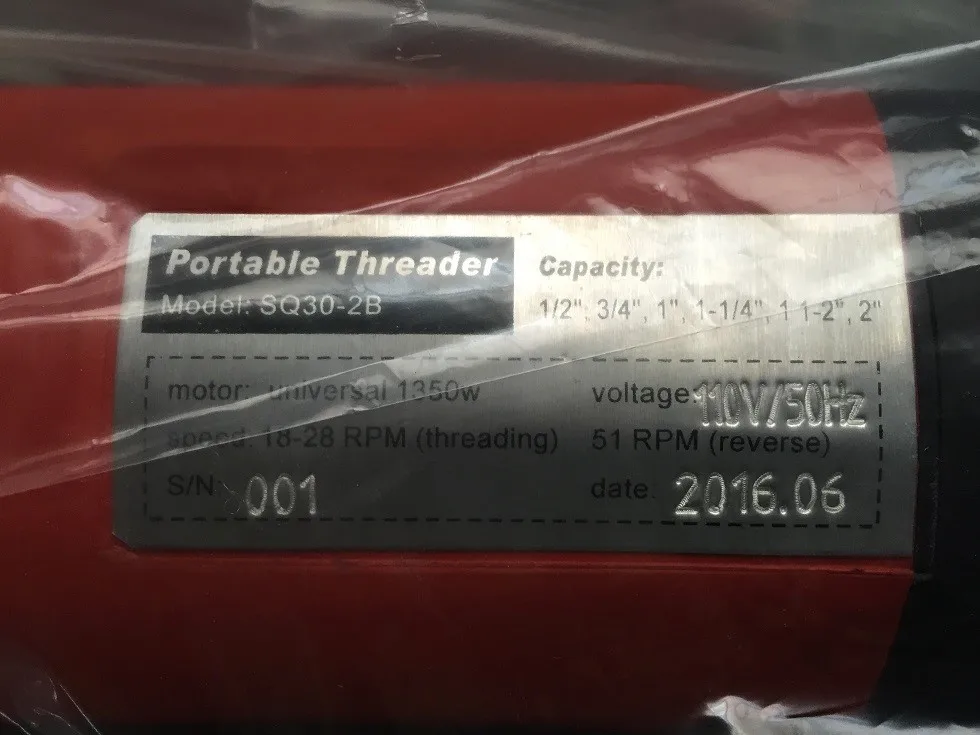 Portable Threader
Model: SQ30-2B
Capacity:
1/2", 3/4", 1", 1-1/4", 1 1-2", 2"
motor: universal 1350w
voltage: 110V/50Hz
speed: 18-28 RPM (threading)
51 RPM (reverse)
S/N: 001
date: 2016.06